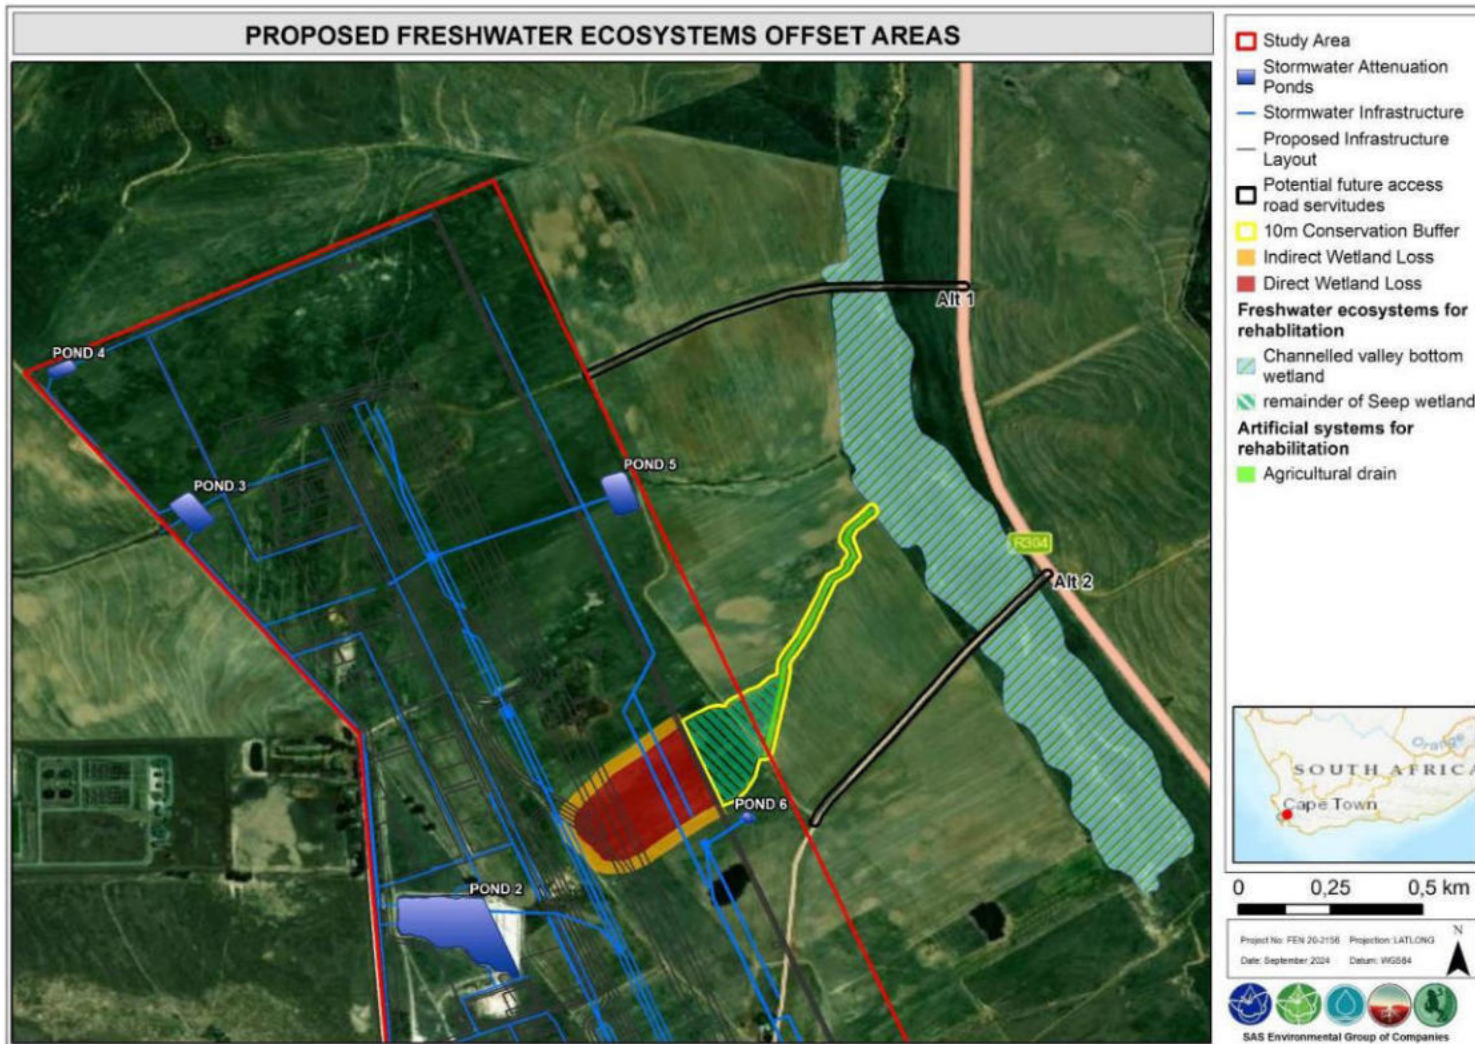 PROPOSED FRESHWATER ECOSYSTEMS OFFSET AREAS
Study Area
Stormwater Attenuation
Ponds
Stormwater Infrastructure
Proposed Infrastructure
Layout
Potential future access
road servitudes
10m Conservation Buffer
Indirect Wetland Loss
Direct Wetland Loss
Freshwater ecosystems for
rehablitation
Channelled valley bottom
wetland
remainder of Seep wetland
Artificial systems for
rehabilitation
Agricultural drain
Alt 1
POND 4
POND 5
POND 3
R304
Alt 2
POND 6
POND 2
Orange
SOUTH AFRICA
Cape Town
0 0,25 0,5 km
Project No: FEN 20-2156 Projection: LATLONG
Date: September 2024 Datum: WGS84
N
SAS Environmental Group of Companies